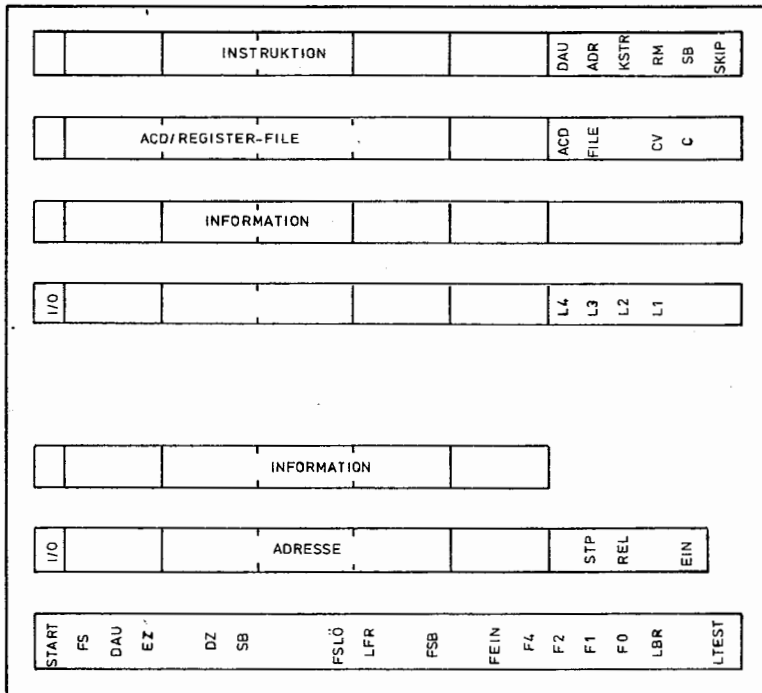 INSTRUKTION DAU ADR KSTR RM SB SKIP
ACD/REGISTER-FILE ACD FILE CV C
INFORMATION
I/O L4 L3 L2 L1
INFORMATION
I/O ADRESSE STP REL EIN
START FS DAU EZ DZ SB FSLÖ LFR FSB FEIN F4 F2 F1 F0 LBR LTEST